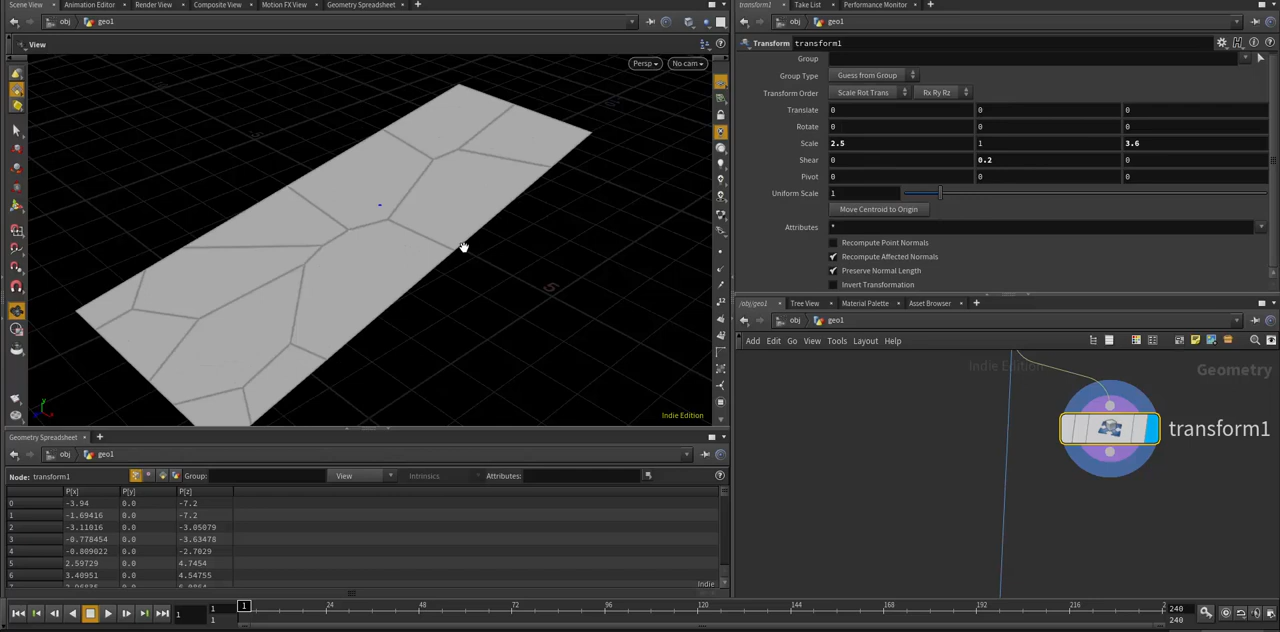 Scene View Animation Editor Render View Composite View Motion FX View Geometry Spreadsheet
obj geo1
View
Persp No cam
5
Indie Edition
Geometry Spreadsheet
obj geo1
Node: transform1 Group: View Intrinsics Attributes:
P[x] P[y] P[z]
0 -3.94 0.0 -7.2
1 -1.69416 0.0 -7.2
2 -3.11016 0.0 -3.05079
3 -0.778454 0.0 -3.63478
4 -0.809022 0.0 -2.7029
5 2.59729 0.0 4.7454
6 3.40951 0.0 4.54755
Indie
transform1 Take List Performance Monitor
obj geo1
Transform transform1
Group
Group Type Guess from Group
Transform Order Scale Rot Trans Rx Ry Rz
Translate 0 0 0
Rotate 0 0 0
Scale 2.5 1 3.6
Shear 0 0.2 0
Pivot 0 0 0
Uniform Scale 1
Move Centroid to Origin
Attributes *
Recompute Point Normals
Recompute Affected Normals
Preserve Normal Length
Invert Transformation
/obj/geo1 Tree View Material Palette Asset Browser
obj geo1
Add Edit Go View Tools Layout Help
Indie Edition
Geometry
transform1
1 1 1 1 24 48 72 96 120 144 168 192 216 240 240